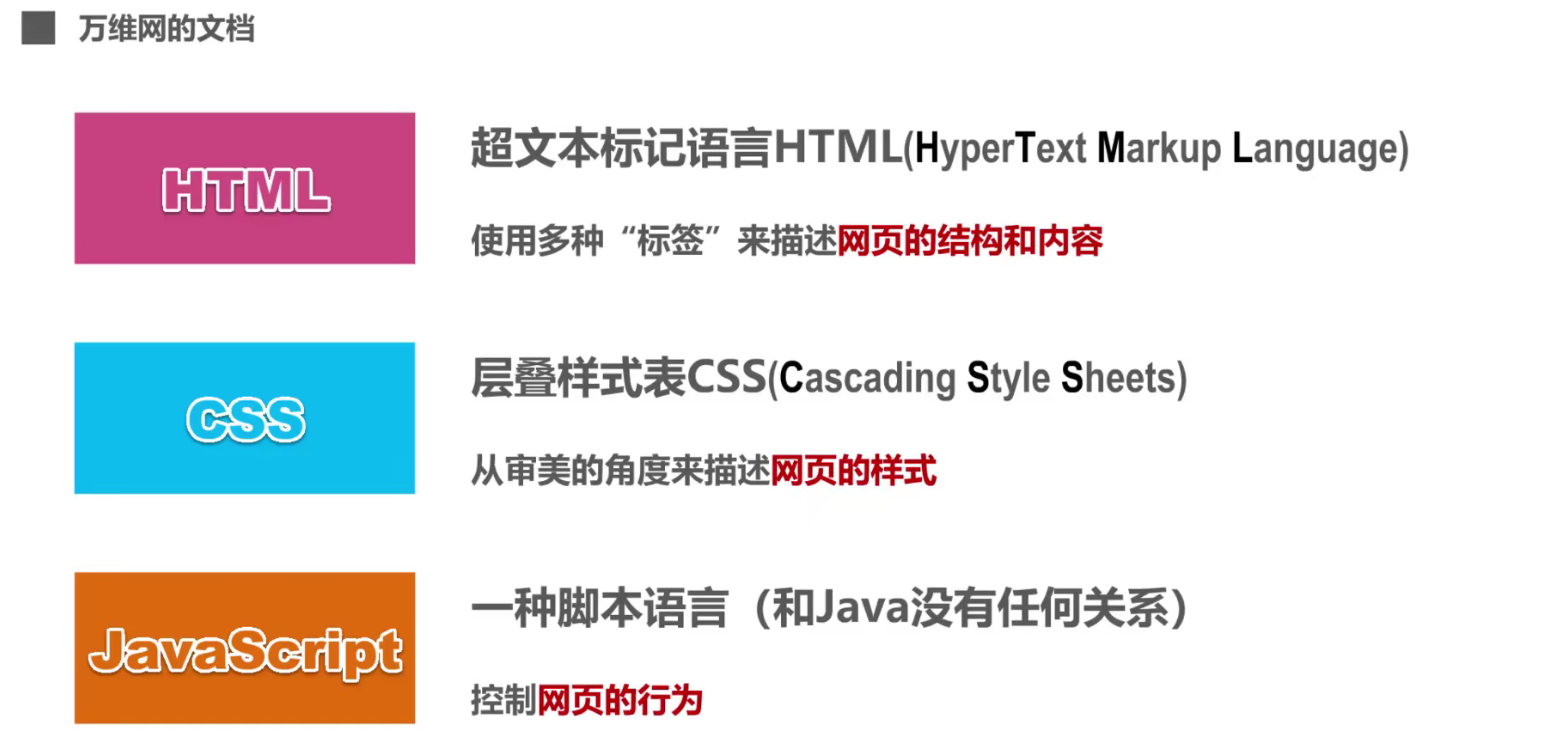 万维网的文档
HTML
超文本标记语言HTML(HyperText Markup Language)
使用多种“标签”来描述网页的结构和内容
CSS
层叠样式表CSS(Cascading Style Sheets)
从审美的角度来描述网页的样式
JavaScript
一种脚本语言（和Java没有任何关系）
控制网页的行为